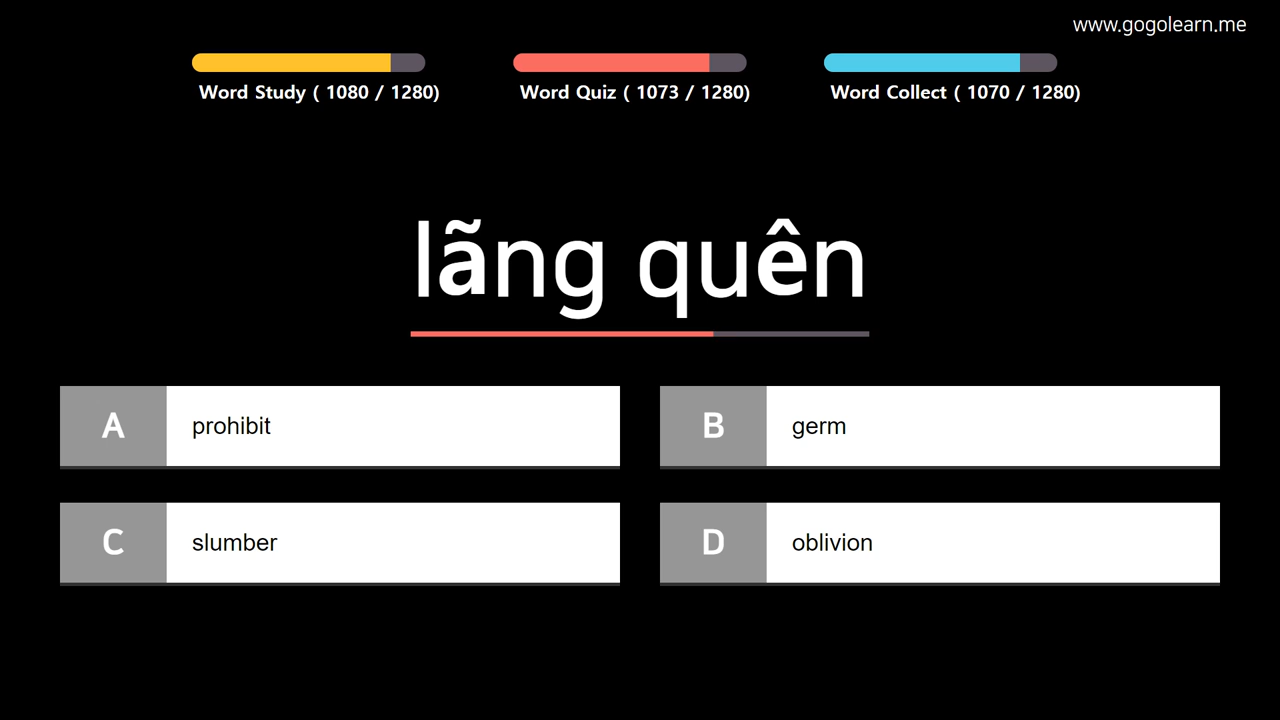 www.gogolearn.me
Word Study ( 1080 / 1280)
Word Quiz ( 1073 / 1280)
Word Collect ( 1070 / 1280)
lãng quên
A prohibit
B germ
C slumber
D oblivion